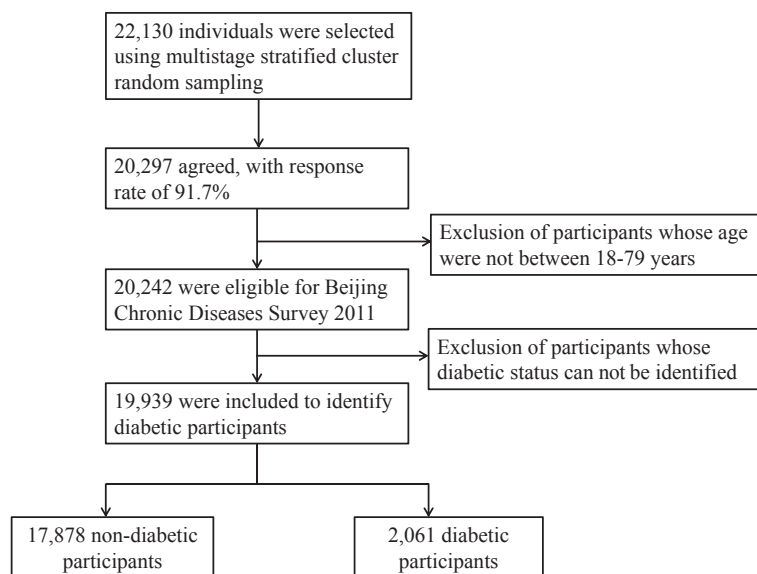 22,130 individuals were selected
using multistage stratified cluster
random sampling
20,297 agreed, with response
rate of 91.7%
Exclusion of participants whose age
were not between 18-79 years
20,242 were eligible for Beijing
Chronic Diseases Survey 2011
Exclusion of participants whose
diabetic status can not be identified
19,939 were included to identify
diabetic participants
17,878 non-diabetic
participants
2,061 diabetic
participants